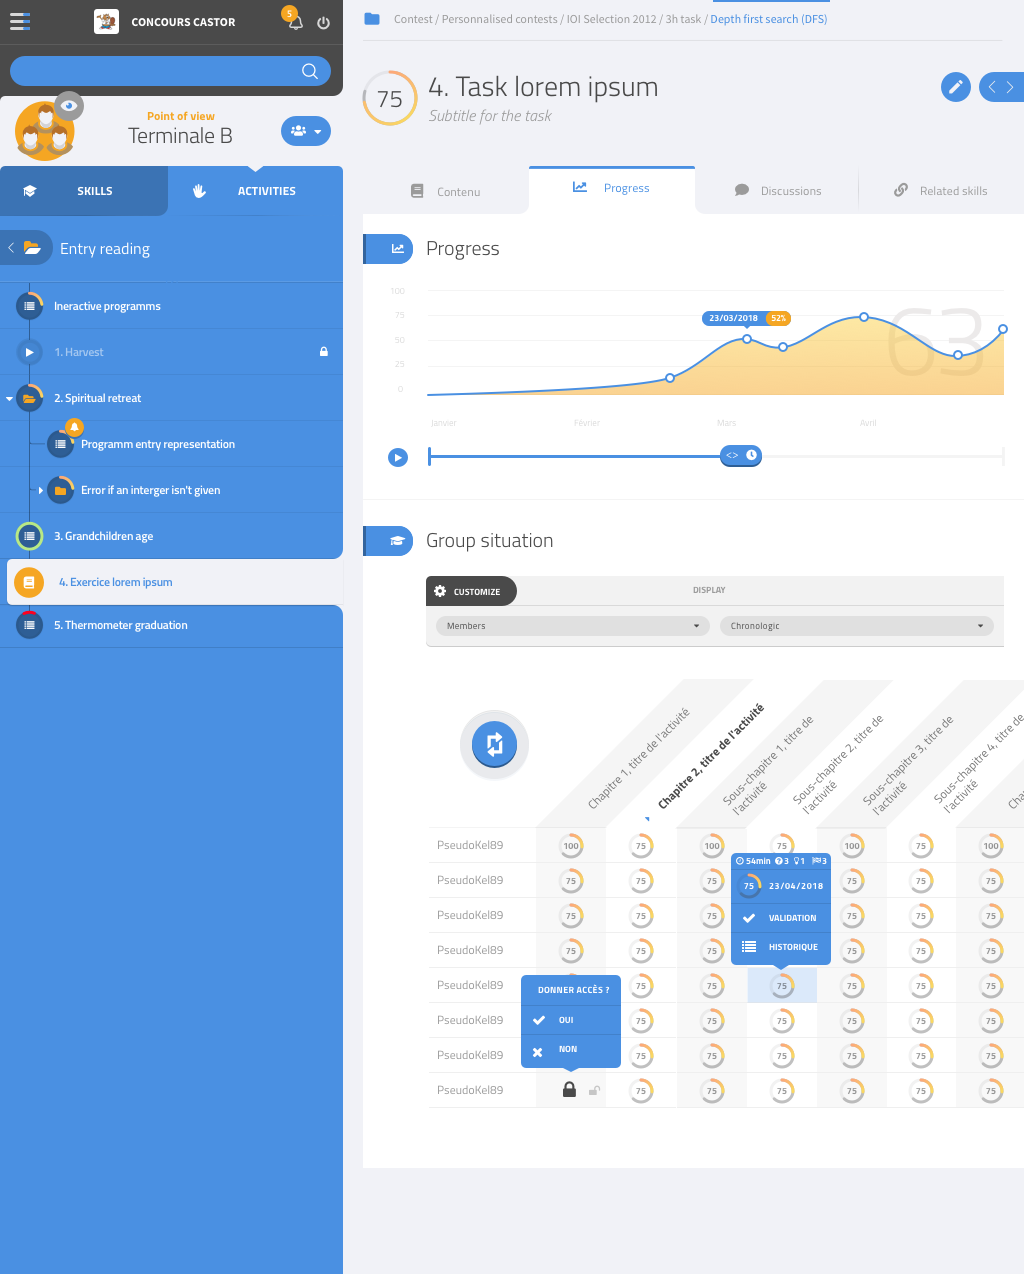 CONCOURS CASTOR
5
Point of view
Terminale B
SKILLS
ACTIVITIES
Entry reading
Ineractive programms
1. Harvest
2. Spiritual retreat
Programm entry representation
Error if an interger isn't given
3. Grandchildren age
4. Exercice lorem ipsum
5. Thermometer graduation
Contest / Personnalised contests / IOI Selection 2012 / 3h task / Depth first search (DFS)
75
4. Task lorem ipsum
Subtitle for the task
Contenu
Progress
Discussions
Related skills
Progress
100
75
50
25
0
23/03/2018 52%
63
Janvier
Février
Mars
Avril
<>
Group situation
CUSTOMIZE
DISPLAY
Members
Chronologic
Chapitre 1, titre de l'activité
Chapitre 2, titre de l'activité
Sous-chapitre 1, titre de
l'activité
Sous-chapitre 2, titre de
l'activité
Sous-chapitre 3, titre de
l'activité
Sous-chapitre 4, titre de
l'activité
PseudoKel89 100 75 100 75 100 75 100
PseudoKel89 75 75 75 75 75 75
PseudoKel89 75 75 75 75 75 75
PseudoKel89 75 75 75 75 75 75
PseudoKel89 75 75 75 75 75 75
PseudoKel89 75 75 75 75 75 75
PseudoKel89 75 75 75 75 75 75
PseudoKel89 75 75 75 75 75 75
54min 3 1 3
75 23/04/2018
VALIDATION
HISTORIQUE
DONNER ACCÈS ?
OUI
NON